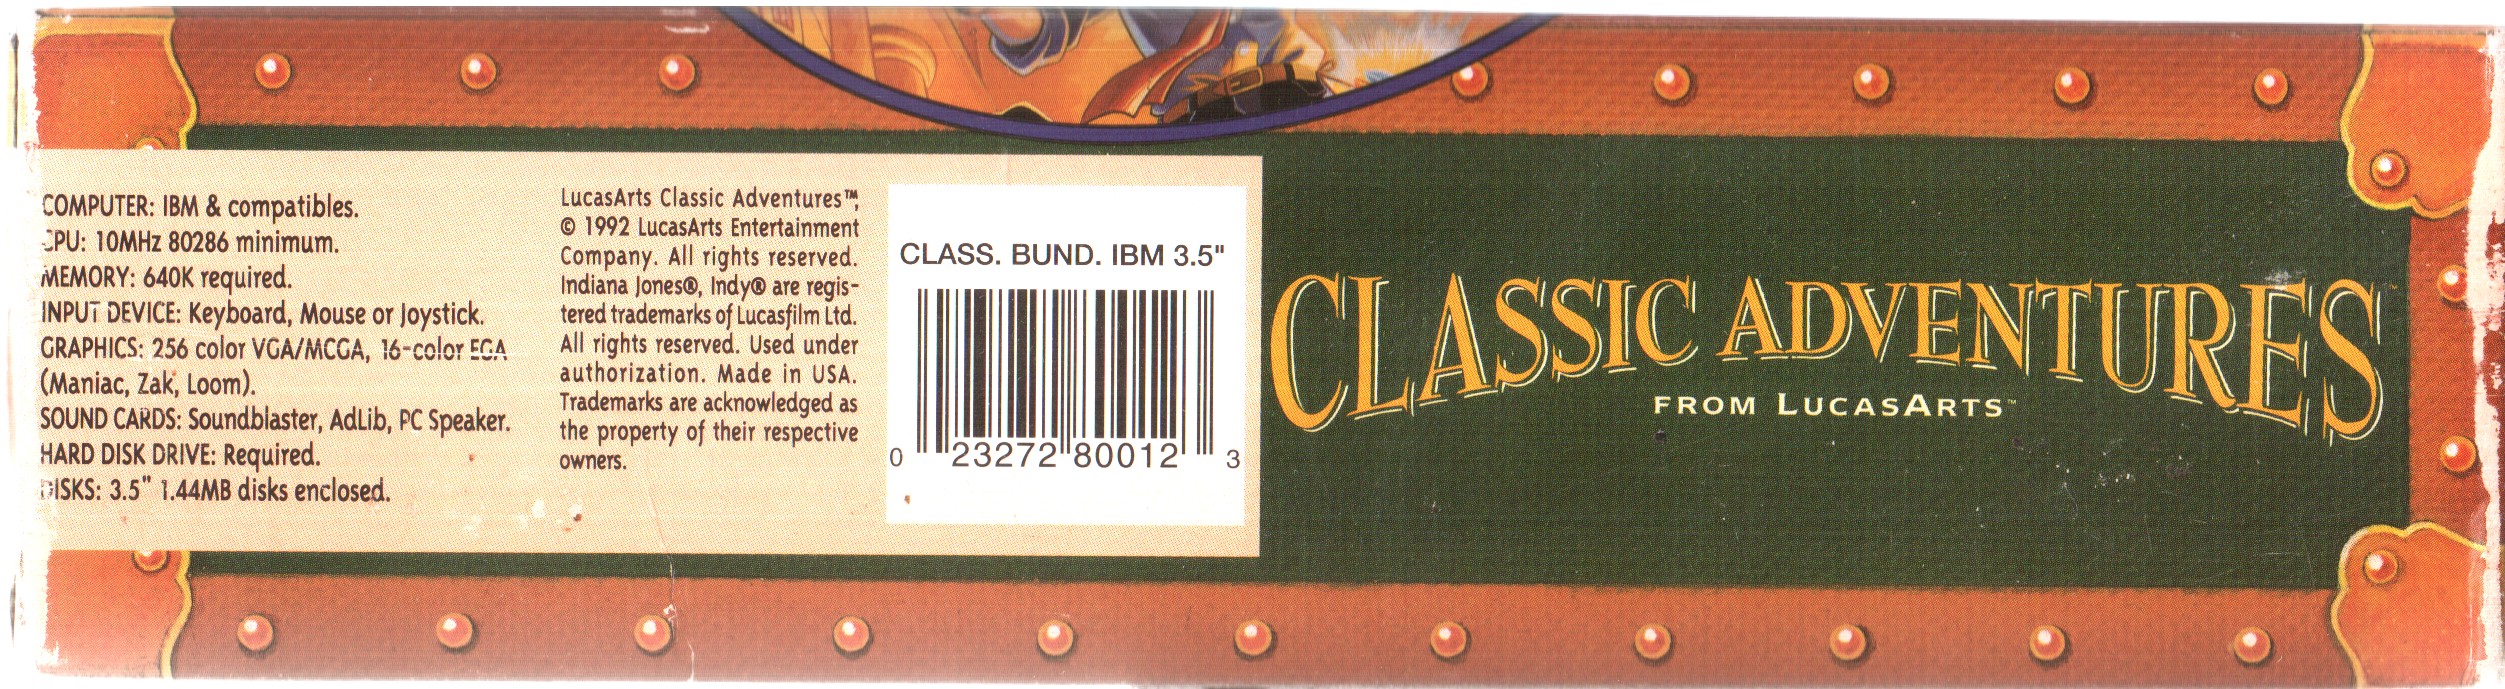 COMPUTER: IBM & compatibles.
CPU: 10MHz 80286 minimum.
MEMORY: 640K required.
INPUT DEVICE: Keyboard, Mouse or Joystick.
GRAPHICS: 256 color VGA/MCGA, 16-color EGA
(Maniac, Zak, Loom).
SOUND CARDS: Soundblaster, AdLib, PC Speaker.
HARD DISK DRIVE: Required.
DISKS: 3.5" 1.44MB disks enclosed.
LucasArts Classic Adventures™,
© 1992 LucasArts Entertainment
Company. All rights reserved.
Indiana Jones®, Indy® are regis-
tered trademarks of Lucasfilm Ltd.
All rights reserved. Used under
authorization. Made in USA.
Trademarks are acknowledged as
the property of their respective
owners.
CLASS. BUND. IBM 3.5"
0 23272 80012 3
CLASSIC ADVENTURES™
FROM LUCASARTS™